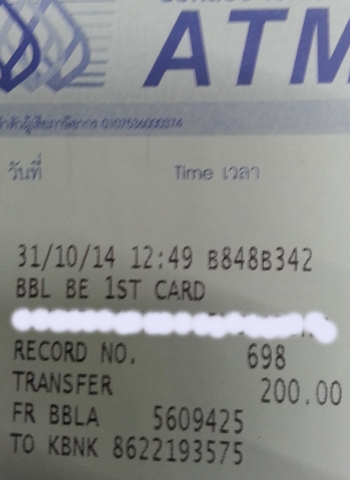 ATM
0107536000374
วันที่ Time เวลา
31/10/14 12:49 B848B342
BBL BE 1ST CARD
RECORD NO. 698
TRANSFER 200.00
FR BBLA 5609425
TO KBNK 8622193575